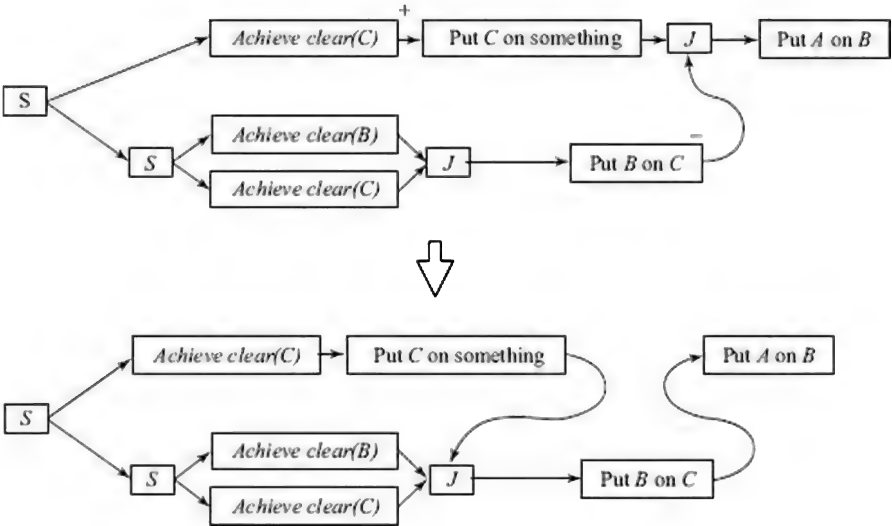 Achieve clear(C) + Put C on something J Put A on B
S
S Achieve clear(B) J Put B on C −
Achieve clear(C)
Achieve clear(C) Put C on something Put A on B
S
S Achieve clear(B) J Put B on C
Achieve clear(C)